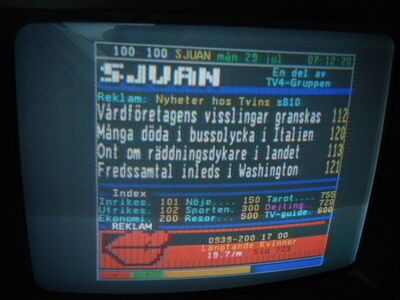 100 100 SJUAN mån 29 jul 07:12:20
SJUAN
En del av
TV4-Gruppen
Reklam: Nyheter hos Tvins s810
Vårdföretagens visslingar granskas 112
Många döda i bussolycka i Italien 120
Ont om räddningsdykare i landet 113
Fredssamtal inleds i Washington 121
Index
Inrikes. 101 Nöje.... 150 Tarot.... 755
Utrikes. 102 Sporten. 300 Dejting.. 720
Ekonomi. 200 Resor... 500 TV-guide. 600
REKLAM
0939-200 17 00
Längtande Kvinnor
19.7/m